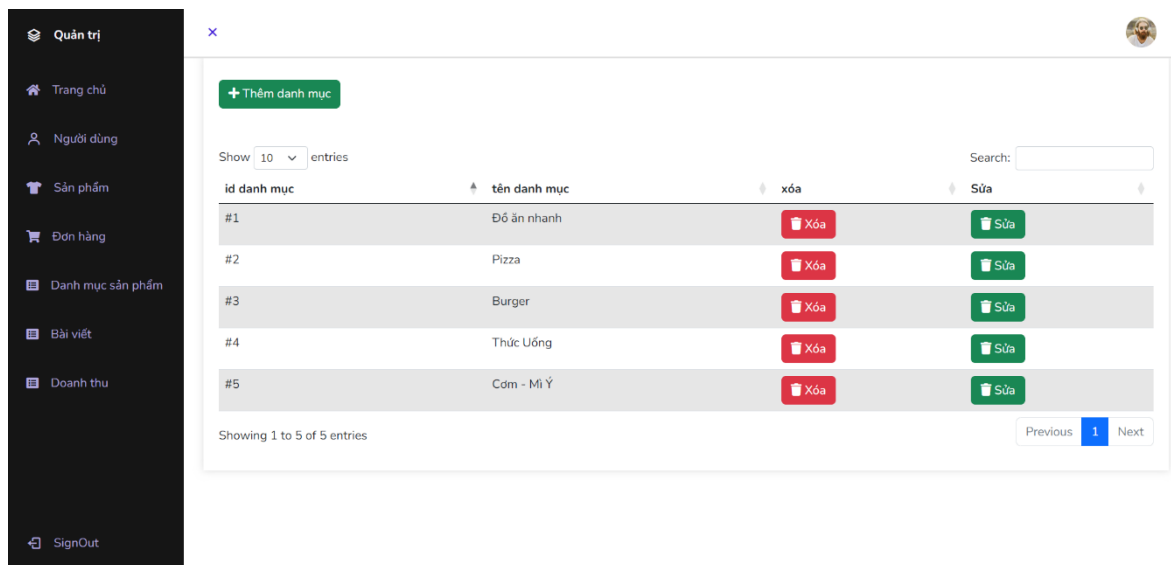 Quản trị
Trang chủ
Người dùng
Sản phẩm
Đơn hàng
Danh mục sản phẩm
Bài viết
Doanh thu
SignOut
Thêm danh mục
Show 10 entries
Search:
id danh mục tên danh mục xóa Sửa
#1 Đồ ăn nhanh Xóa Sửa
#2 Pizza Xóa Sửa
#3 Burger Xóa Sửa
#4 Thức Uống Xóa Sửa
#5 Cơm - Mì Ý Xóa Sửa
Showing 1 to 5 of 5 entries
Previous 1 Next